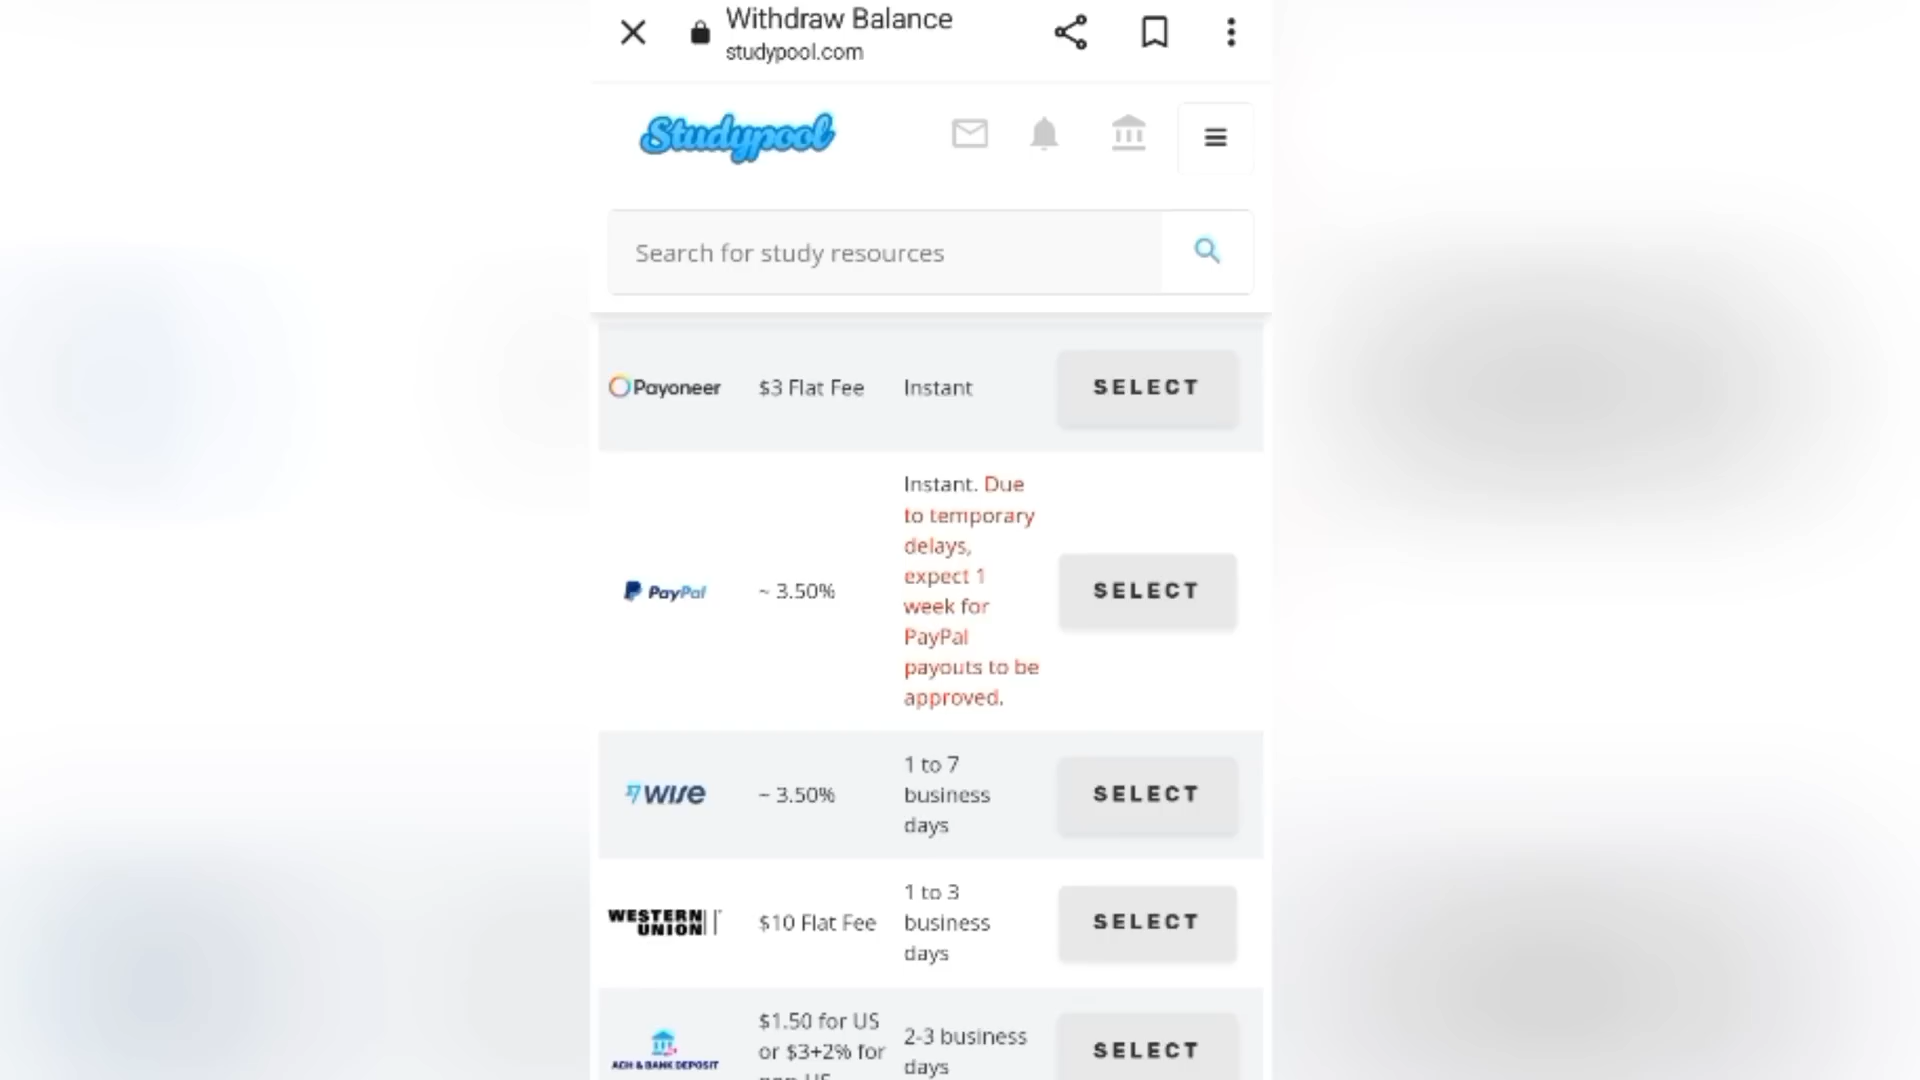 Withdraw Balance
studypool.com
Studypool
Search for study resources
Payoneer
$3 Flat Fee
Instant
SELECT
PayPal
~ 3.50%
Instant. Due
to temporary
delays,
expect 1
week for
PayPal
payouts to be
approved.
SELECT
WISE
~ 3.50%
1 to 7
business
days
SELECT
WESTERN
UNION
$10 Flat Fee
1 to 3
business
days
SELECT
ACH & BANK DEPOSIT
$1.50 for US
or $3+2% for
2-3 business
days
SELECT